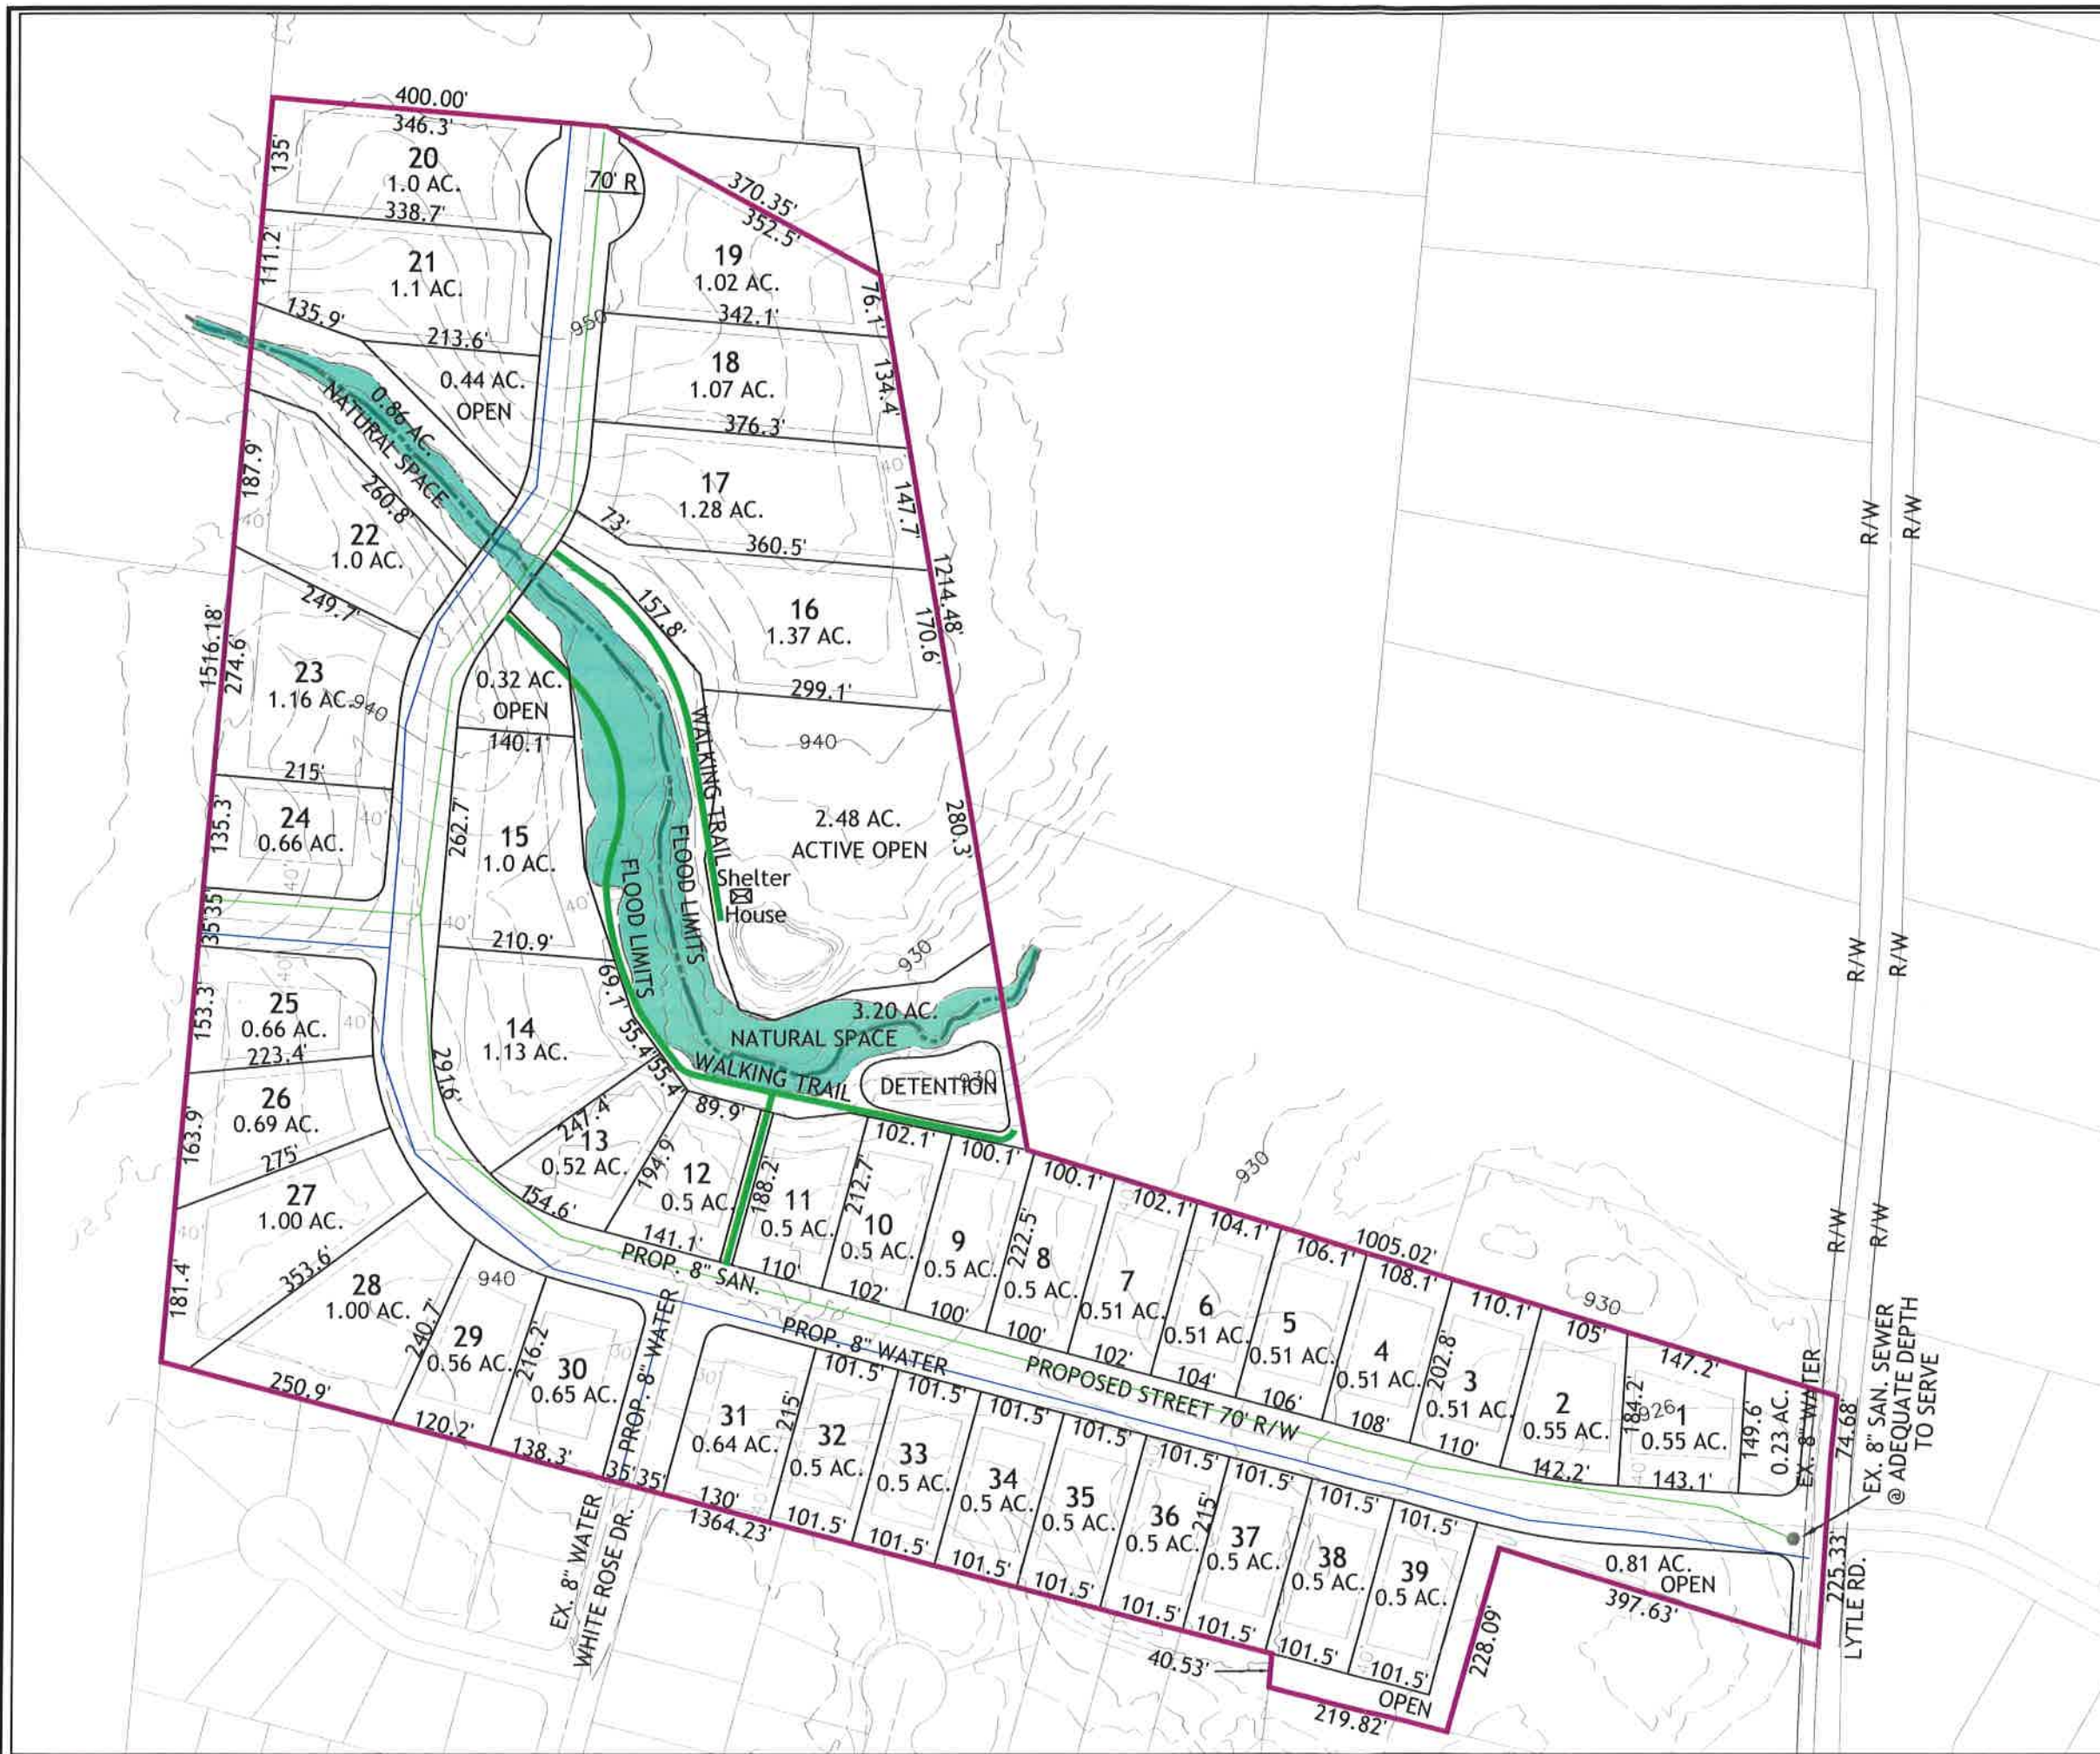 400.00'
346.3'
135'
20
1.0 AC.
338.7'
70' R
370.35'
352.5'
111.2'
21
1.1 AC.
135.9'
213.6'
19
1.02 AC.
342.1'
76.1'
950
0.44 AC.
OPEN
18
1.07 AC.
134.4'
376.3'
0.86 AC.
NATURAL SPACE
187.9'
260.8'
40'
22
1.0 AC.
17
1.28 AC.
40'
147.7'
73'
360.5'
R/W
R/W
249.7'
157.8'
16
1.37 AC.
1214.48'
170.6'
299.1'
1516.18'
274.6'
23
1.16 AC.
940
0.32 AC.
OPEN
140.1'
WALKING TRAIL
940
215'
135.3'
24
0.66 AC.
40'
40'
262.7'
15
1.0 AC.
40'
40'
210.9'
FLOOD LIMITS
FLOOD LIMITS
2.48 AC.
ACTIVE OPEN
280.3'
Shelter
House
930
R/W
R/W
35'
35'
40'
153.3'
25
0.66 AC.
40'
223.4'
69.1'
55.4'
55.4'
14
1.13 AC.
291.6'
3.20 AC.
NATURAL SPACE
WALKING TRAIL
DETENTION
930
163.9'
26
0.69 AC.
275'
247.4'
13
0.52 AC.
154.6'
194.9'
89.9'
12
0.5 AC.
141.1'
188.2'
11
0.5 AC.
110'
212.7'
102.1'
10
0.5 AC.
102'
100.1'
9
0.5 AC.
100'
222.5'
100.1'
8
0.5 AC.
100'
102.1'
7
0.51 AC.
102'
930
104.1'
6
0.51 AC.
104'
106.1'
5
0.51 AC.
106'
1005.02'
108.1'
4
0.51 AC.
108'
202.8'
110.1'
3
0.51 AC.
110'
930
105'
2
0.55 AC.
142.2'
184.2'
926
147.2'
1
0.55 AC.
143.1'
40'
149.6'
0.23 AC.
R/W
R/W
EX. 8" WATER
74.68'
EX. 8" SAN. SEWER
@ ADEQUATE DEPTH
TO SERVE
225.33'
LYTLE RD.
27
1.00 AC.
40'
181.4'
353.6'
28
1.00 AC.
250.9'
940
240.7'
29
0.56 AC.
120.2'
216.2'
30
0.65 AC.
30'
138.3'
PROP. 8" WATER
PROP. 8" SAN.
PROP. 8" WATER
PROPOSED STREET 70' R/W
35'
35'
30'
31
0.64 AC.
130'
40'
1364.23'
215'
101.5'
32
0.5 AC.
101.5'
101.5'
33
0.5 AC.
101.5'
101.5'
34
0.5 AC.
101.5'
101.5'
35
0.5 AC.
101.5'
101.5'
36
0.5 AC.
101.5'
215'
101.5'
37
0.5 AC.
101.5'
101.5'
38
0.5 AC.
101.5'
101.5'
39
0.5 AC.
40'
101.5'
0.81 AC.
OPEN
397.63'
228.09'
40.53'
OPEN
219.82'
EX. 8" WATER
WHITE ROSE DR.